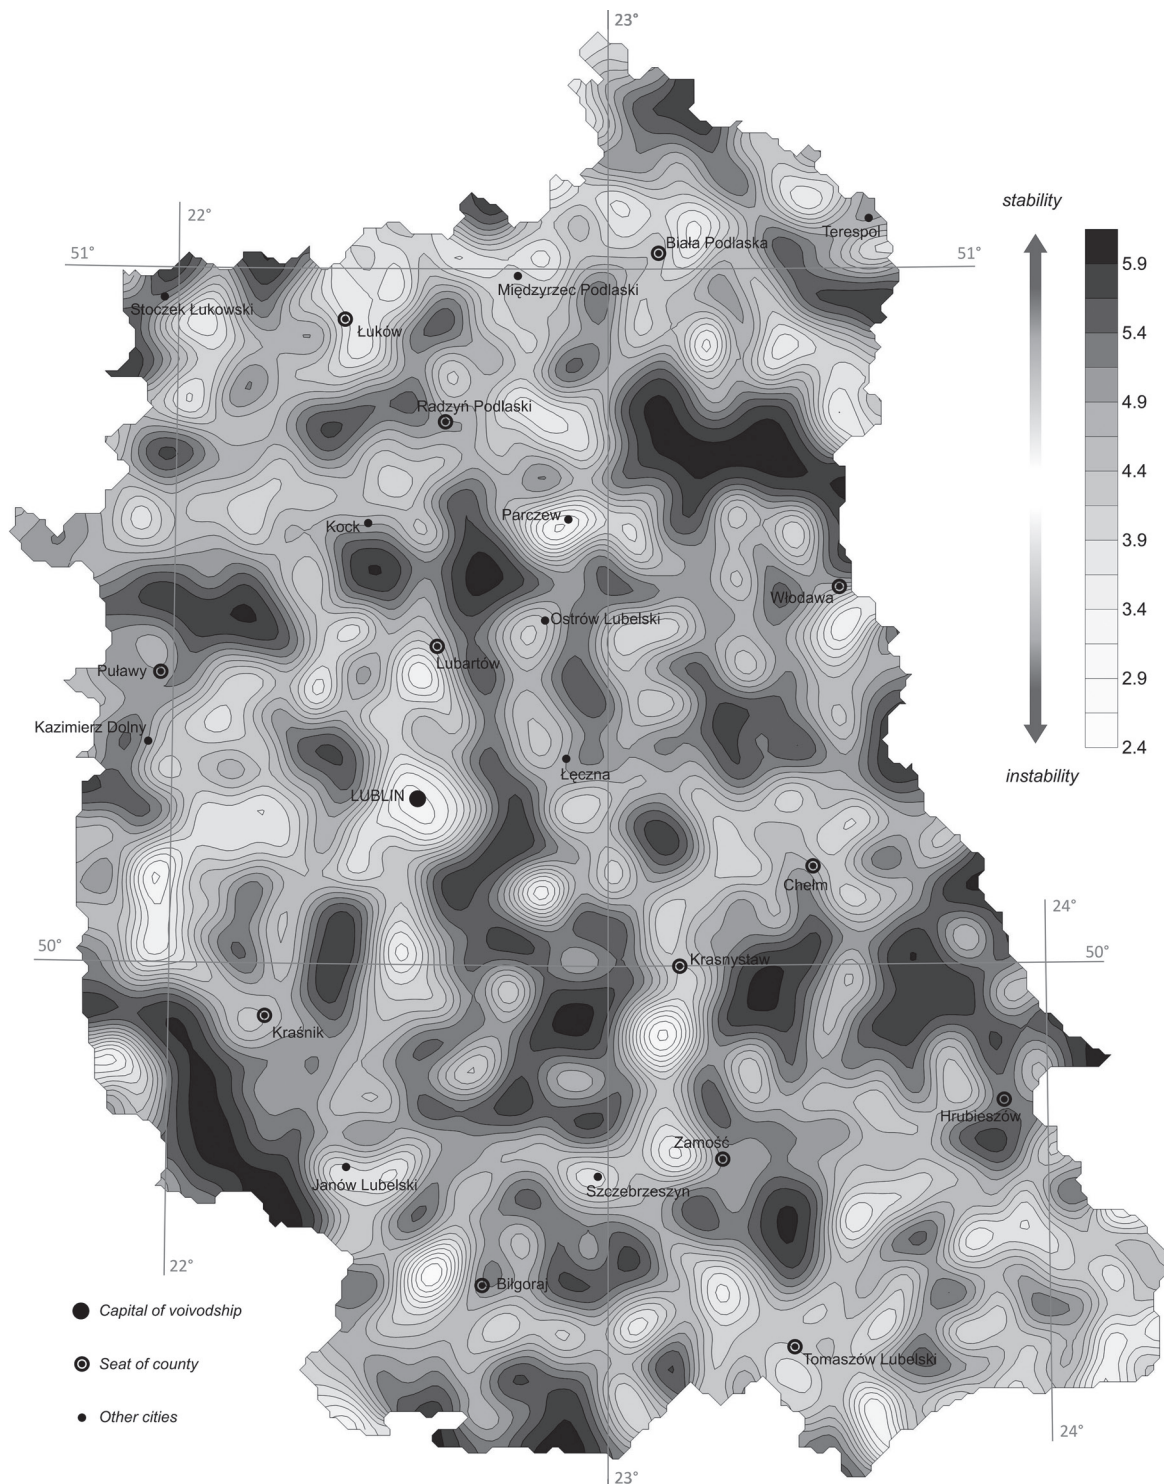 23°
stability
22°
Terespol
Biała Podlaska
51°
51°
5.9
Międzyrzec Podlaski
Stoczek Łukowski
Łuków
5.4
4.9
Radzyń Podlaski
4.4
Parczew
Kock
3.9
Włodawa
3.4
Ostrów Lubelski
Lubartów
Puławy
2.9
Kazimierz Dolny
2.4
Łęczna
instability
LUBLIN
Chełm
24°
50°
50°
Krasnystaw
Kraśnik
Hrubieszów
Zamość
Janów Lubelski
Szczebrzeszyn
22°
Biłgoraj
Capital of voivodship
Tomaszów Lubelski
Seat of county
Other cities
24°
23°